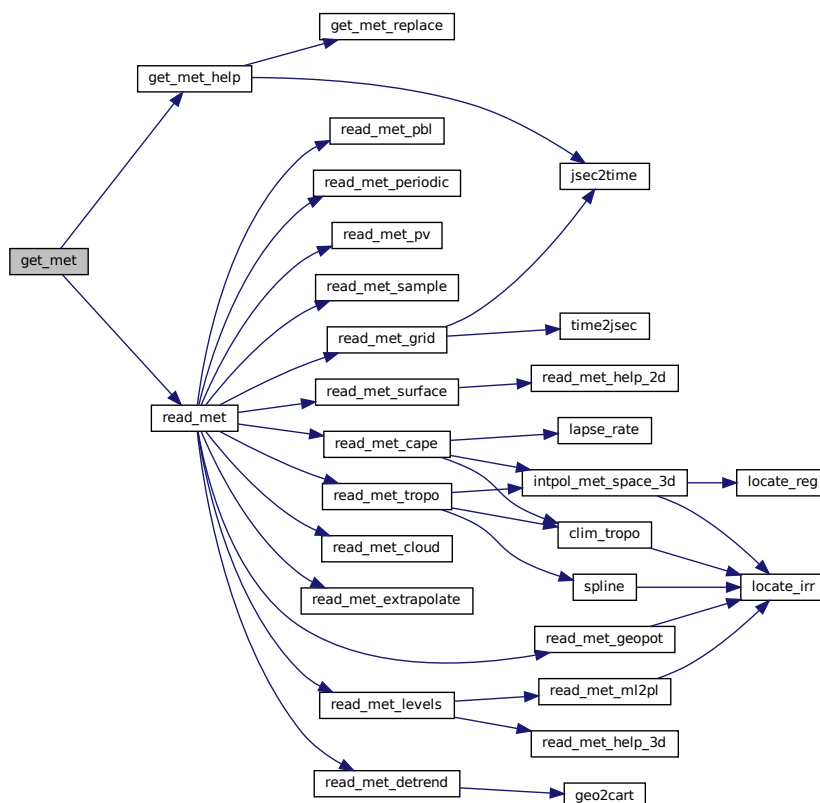 get_met_replace
get_met_help
read_met_pbl
jsec2time
read_met_periodic
read_met_pv
get_met
read_met_sample
time2jsec
read_met_grid
read_met_help_2d
read_met_surface
read_met
lapse_rate
read_met_cape
intpol_met_space_3d
locate_reg
read_met_tropo
clim_tropo
read_met_cloud
spline
locate_irr
read_met_extrapolate
read_met_geopot
read_met_ml2pl
read_met_levels
read_met_help_3d
read_met_detrend
geo2cart